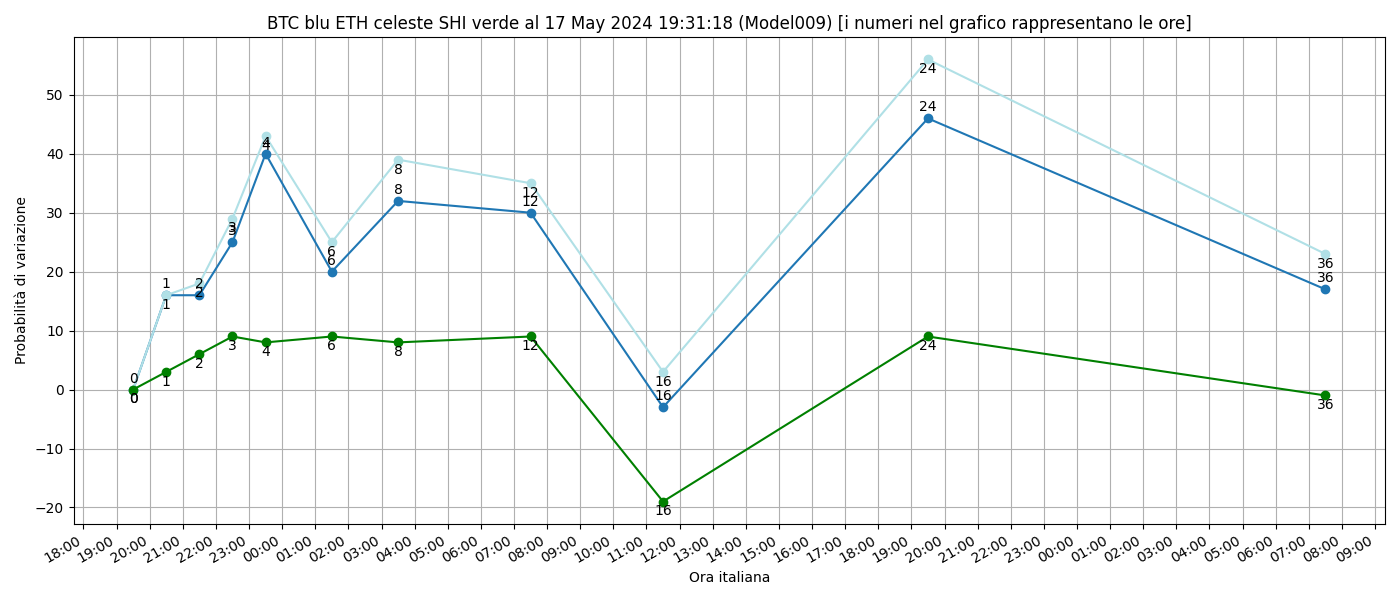 BTC blu ETH celeste SHI verde al 17 May 2024 19:31:18 (Model009) [i numeri nel grafico rappresentano le ore]
Probabilità di variazione
50
40
30
20
10
0
−10
−20
0 1 2 3 4 6 8 12 16 24 36
0 1 2 3 4 6 8 12 16 24 36
0 1 2 3 4 6 8 12 16 24 36
18:00 19:00 20:00 21:00 22:00 23:00 00:00 01:00 02:00 03:00 04:00 05:00 06:00 07:00 08:00 09:00 10:00 11:00 12:00 13:00 14:00 15:00 16:00 17:00 18:00 19:00 20:00 21:00 22:00 23:00 00:00 01:00 02:00 03:00 04:00 05:00 06:00 07:00 08:00 09:00
Ora italiana